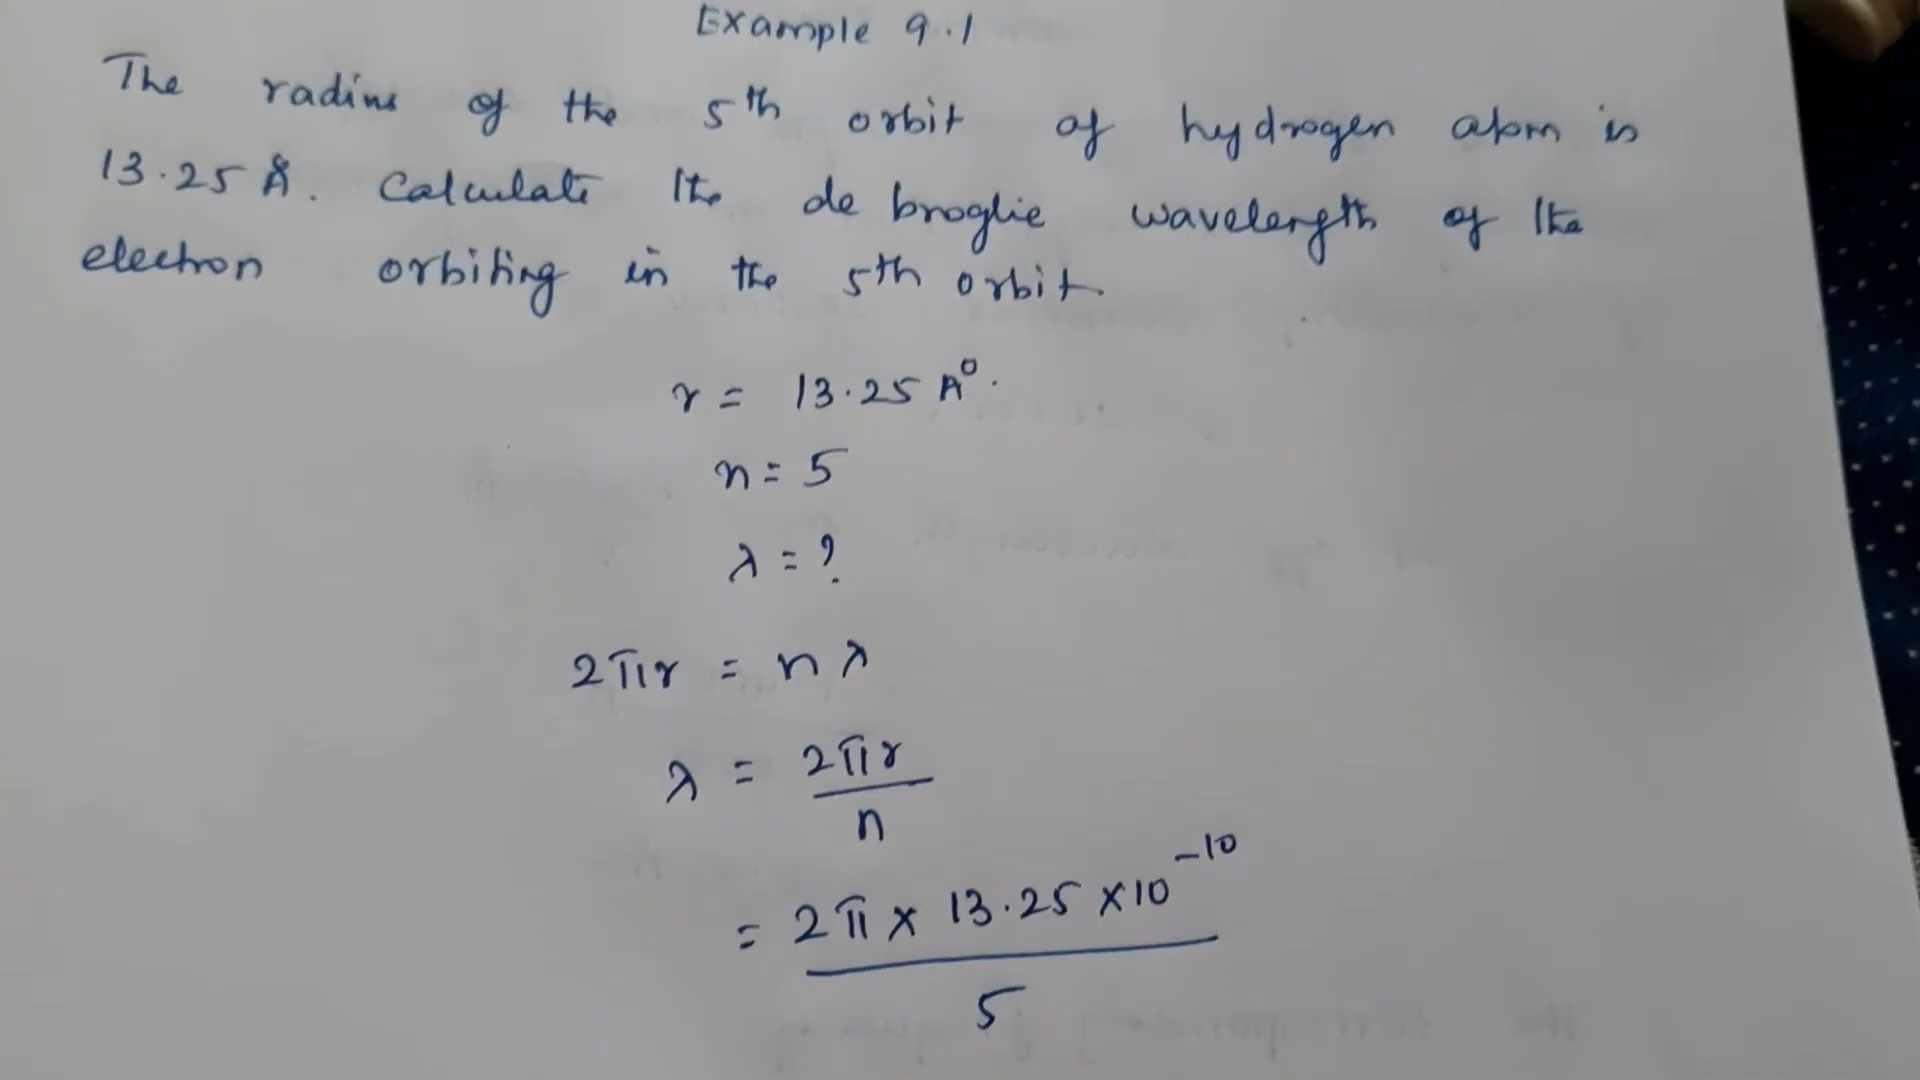 Example 9.1
The radius of the 5th orbit of hydrogen atom is
13.25 Å. Calculate the de broglie wavelength of the
electron orbiting in the 5th orbit.
r = 13.25 A⁰.
n = 5
λ = ?
2πr = nλ
λ = 2πr
n
= 2π × 13.25 × 10⁻¹⁰
5